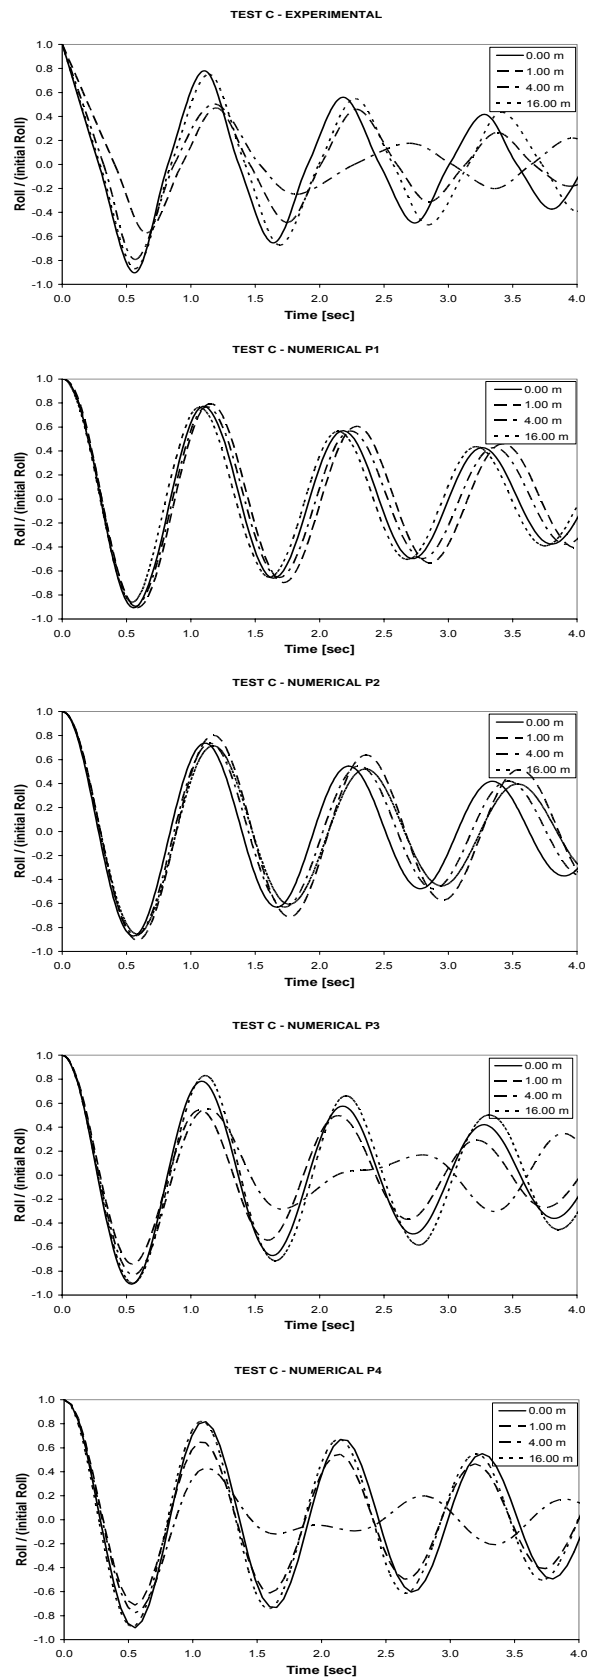 TEST C - EXPERIMENTAL
1.0
0.8
0.6
0.4
0.2
0.0
-0.2
-0.4
-0.6
-0.8
-1.0
Roll / (initial Roll)
0.00 m
1.00 m
4.00 m
16.00 m
0.0 0.5 1.0 1.5 2.0 2.5 3.0 3.5 4.0
Time [sec]
TEST C - NUMERICAL P1
1.0
0.8
0.6
0.4
0.2
0.0
-0.2
-0.4
-0.6
-0.8
-1.0
Roll / (initial Roll)
0.00 m
1.00 m
4.00 m
16.00 m
0.0 0.5 1.0 1.5 2.0 2.5 3.0 3.5 4.0
Time [sec]
TEST C - NUMERICAL P2
1.0
0.8
0.6
0.4
0.2
0.0
-0.2
-0.4
-0.6
-0.8
-1.0
Roll / (initial Roll)
0.00 m
1.00 m
4.00 m
16.00 m
0.0 0.5 1.0 1.5 2.0 2.5 3.0 3.5 4.0
Time [sec]
TEST C - NUMERICAL P3
1.0
0.8
0.6
0.4
0.2
0.0
-0.2
-0.4
-0.6
-0.8
-1.0
Roll / (initial Roll)
0.00 m
1.00 m
4.00 m
16.00 m
0.0 0.5 1.0 1.5 2.0 2.5 3.0 3.5 4.0
Time [sec]
TEST C - NUMERICAL P4
1.0
0.8
0.6
0.4
0.2
0.0
-0.2
-0.4
-0.6
-0.8
-1.0
Roll / (initial Roll)
0.00 m
1.00 m
4.00 m
16.00 m
0.0 0.5 1.0 1.5 2.0 2.5 3.0 3.5 4.0
Time [sec]